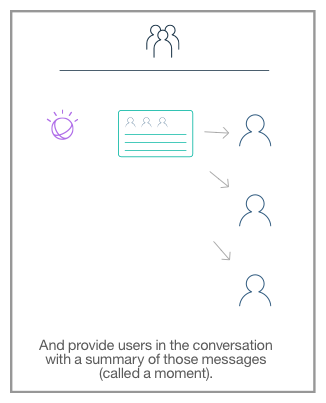 And provide users in the conversation
with a summary of those messages
(called a moment).